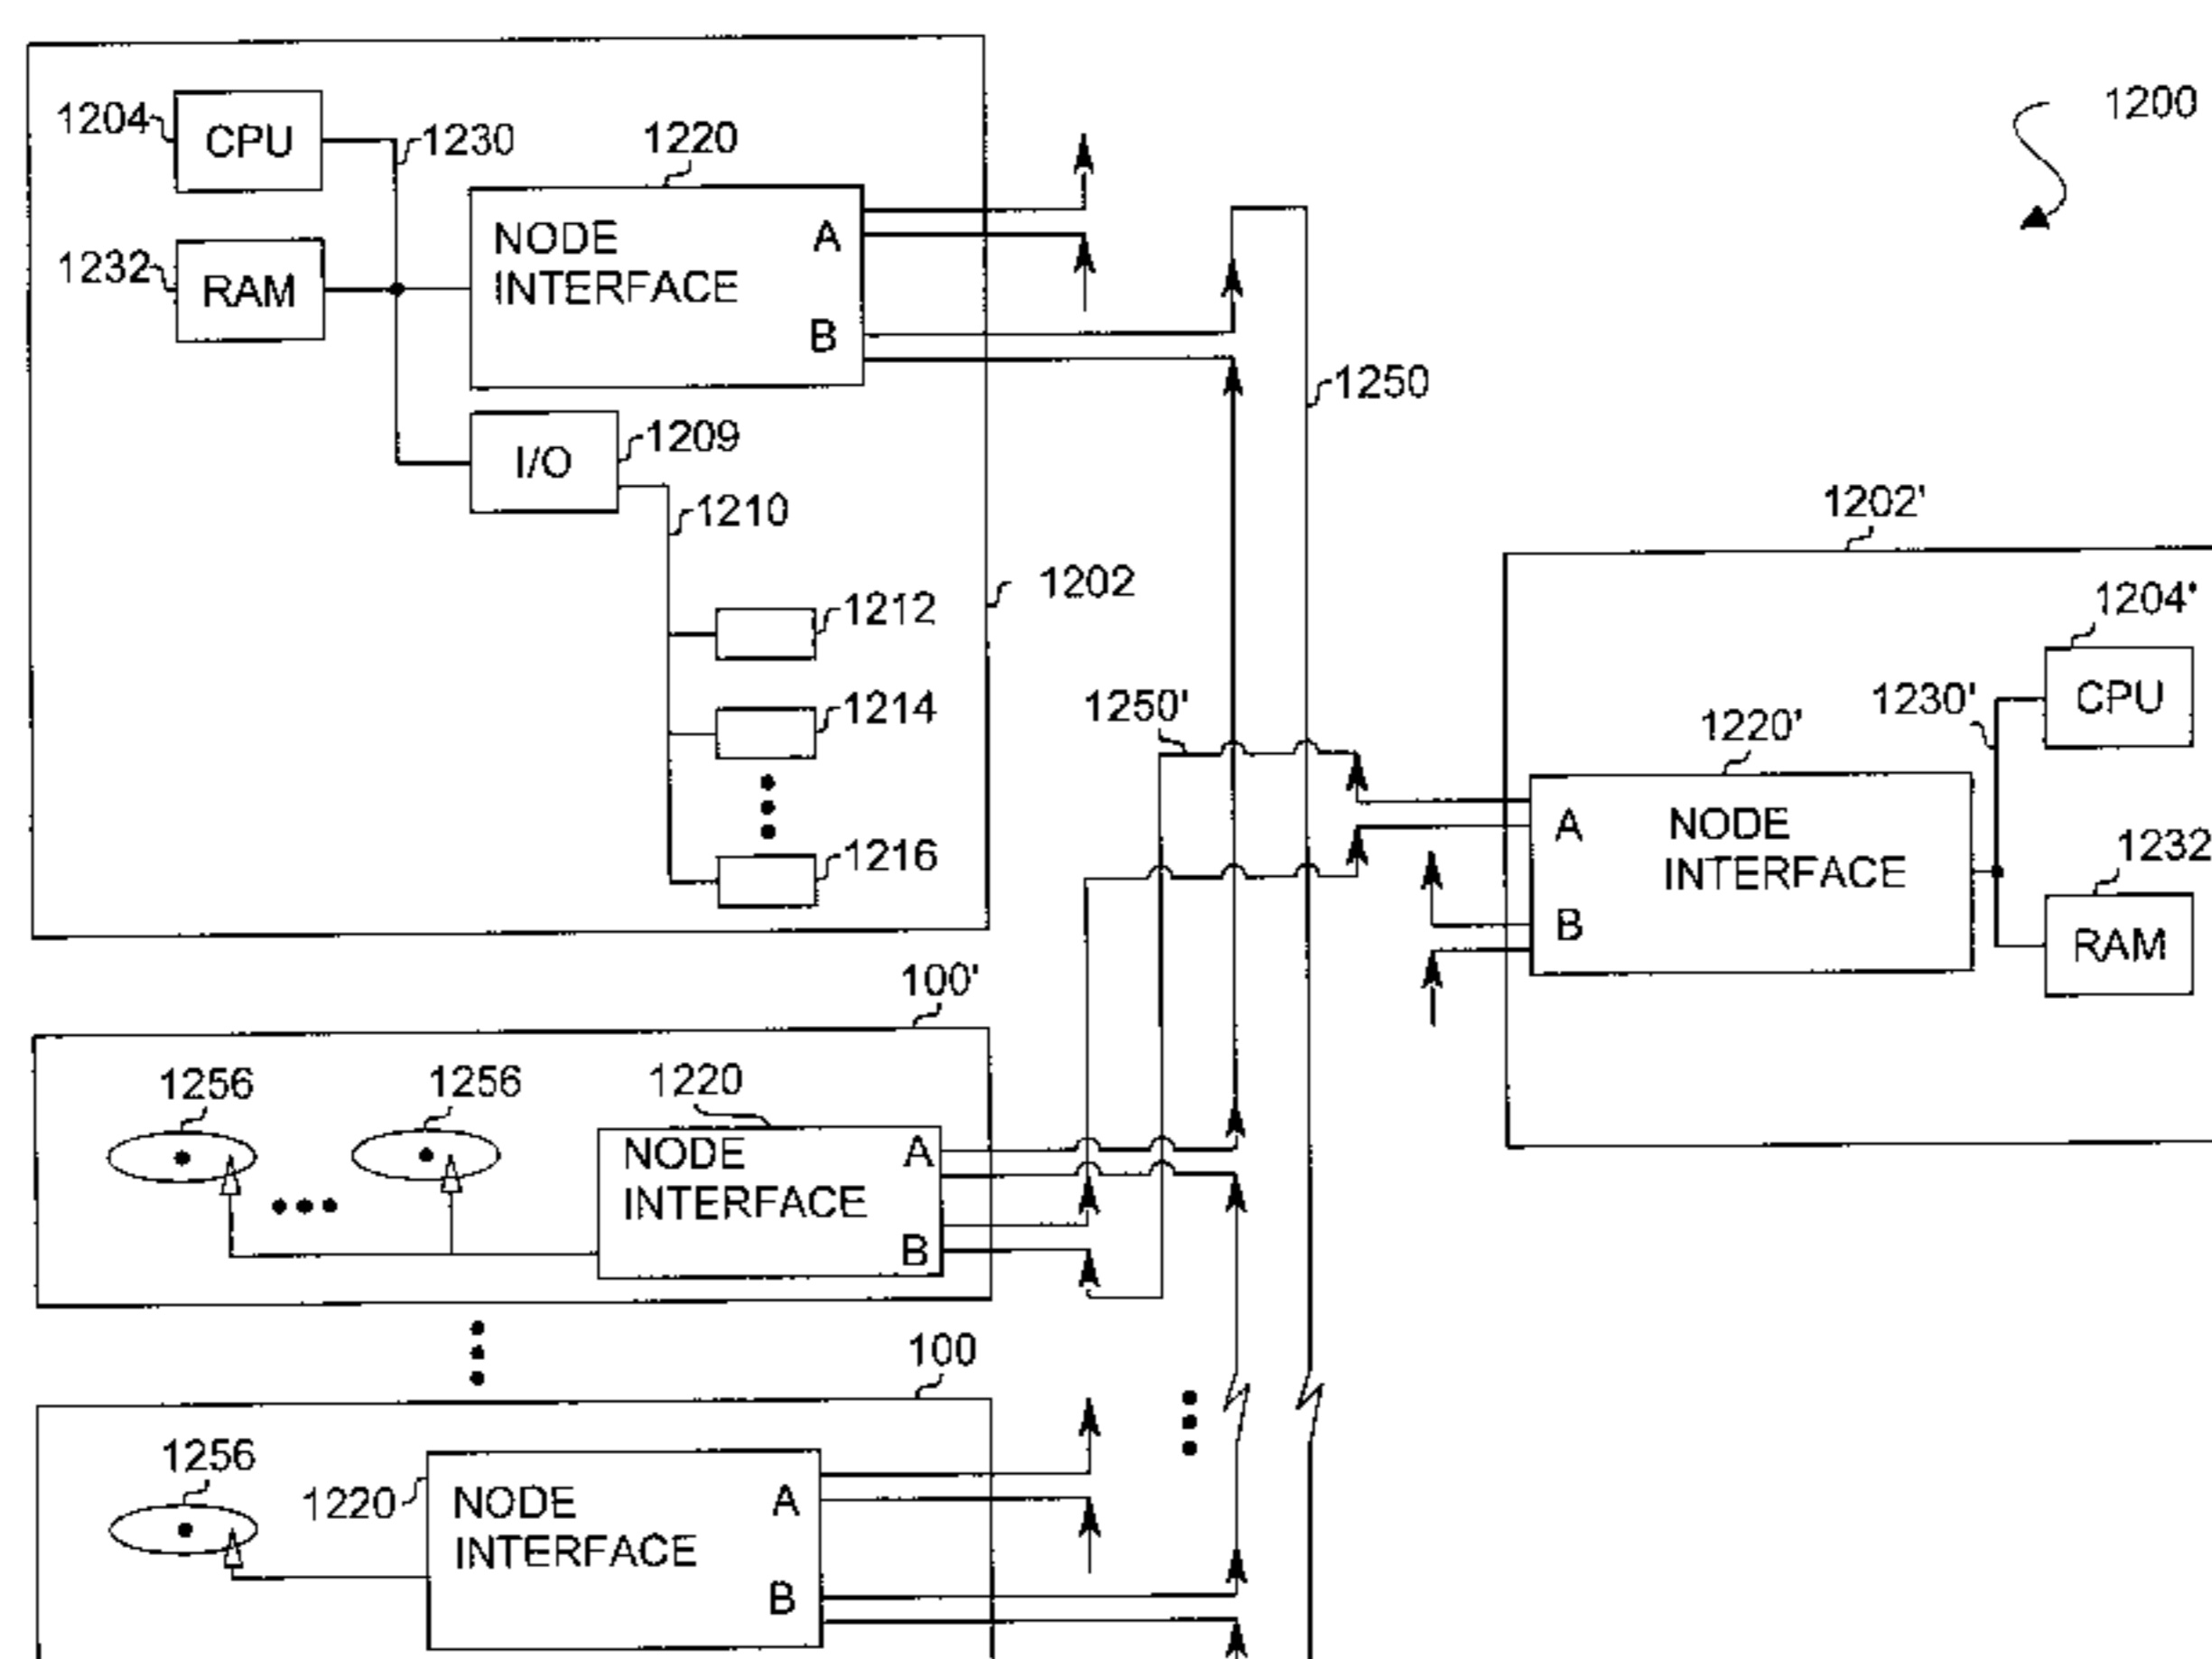 1200
1204
CPU
1230
1220
NODE
INTERFACE
A
B
1232
RAM
1250
I/O
1209
1210
1202
1212
1214
1216
1202'
1204'
CPU
1230'
1220'
NODE
INTERFACE
A
B
1232
RAM
1250'
100'
1256
1256
1220
NODE
INTERFACE
A
B
100
1256
1220
NODE
INTERFACE
A
B